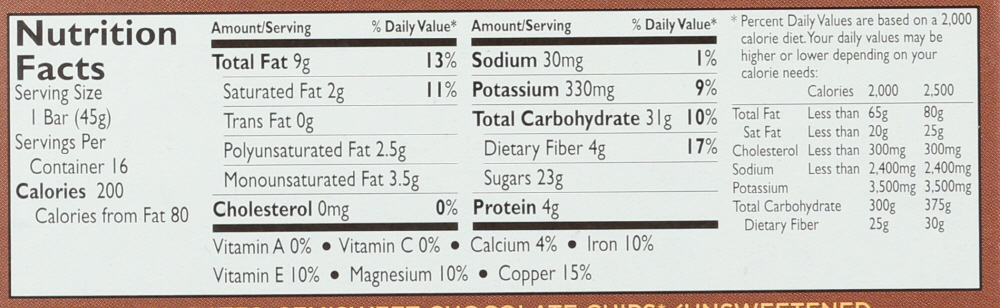 Nutrition
Facts
Serving Size
1 Bar (45g)
Servings Per
Container 16
Calories 200
Calories from Fat 80
Amount/Serving % Daily Value*
Total Fat 9g 13%
Saturated Fat 2g 11%
Trans Fat 0g
Polyunsaturated Fat 2.5g
Monounsaturated Fat 3.5g
Cholesterol 0mg 0%
Amount/Serving % Daily Value*
Sodium 30mg 1%
Potassium 330mg 9%
Total Carbohydrate 31g 10%
Dietary Fiber 4g 17%
Sugars 23g
Protein 4g
Vitamin A 0% • Vitamin C 0% • Calcium 4% • Iron 10%
Vitamin E 10% • Magnesium 10% • Copper 15%
* Percent Daily Values are based on a 2,000
calorie diet. Your daily values may be
higher or lower depending on your
calorie needs:
Calories 2,000 2,500
Total Fat Less than 65g 80g
Sat Fat Less than 20g 25g
Cholesterol Less than 300mg 300mg
Sodium Less than 2,400mg 2,400mg
Potassium 3,500mg 3,500mg
Total Carbohydrate 300g 375g
Dietary Fiber 25g 30g
CHOCOLATE CHIPS* (UNSWEETENED